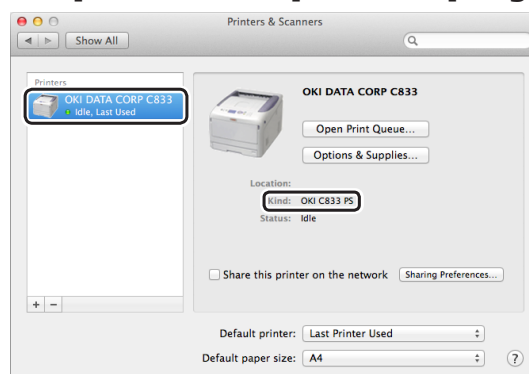 Printers & Scanners
Show All
Printers
OKI DATA CORP C833
Idle, Last Used
OKI DATA CORP C833
Open Print Queue...
Options & Supplies...
Location:
Kind: OKI C833 PS
Status: Idle
Share this printer on the network Sharing Preferences...
+ −
Default printer: Last Printer Used
Default paper size: A4
?